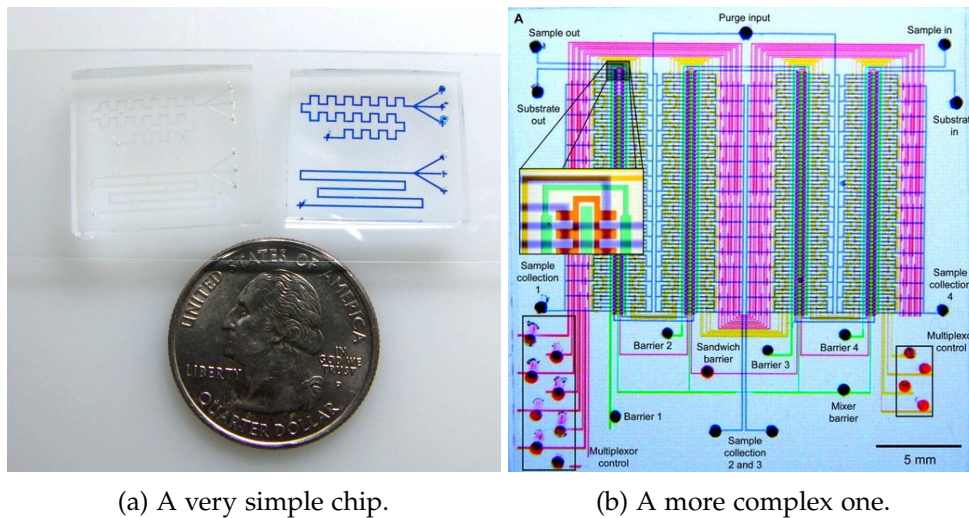 UNITED STATES OF AMERICA
LIBERTY
IN
GOD WE
TRUST
P
QUARTER DOLLAR
A
Purge input
Sample out
Sample in
Substrate
out
Substrate
in
Sample
collection
1
Sample
collection
4
Barrier 2
Sandwich
barrier
Barrier 3
Barrier 4
Multiplexor
control
Barrier 1
Mixer
barrier
Multiplexor
control
Sample
collection
2 and 3
5 mm
(a) A very simple chip.
(b) A more complex one.